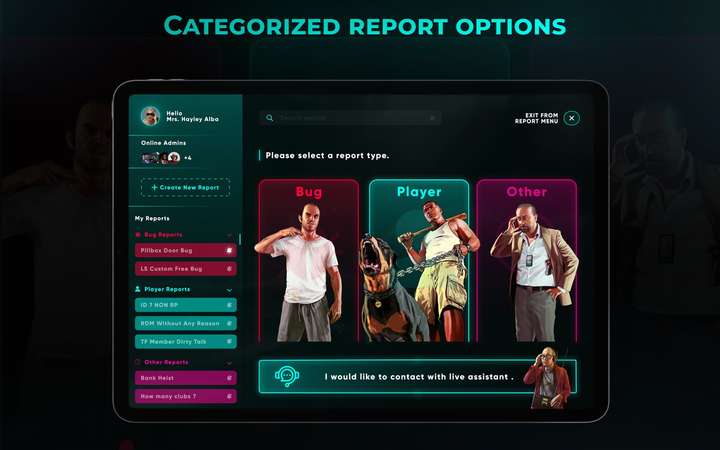 CATEGORIZED REPORT OPTIONS
Hello
Mrs. Hayley Alba
Online Admins
+4
+ Create New Report
My Reports
Bug Reports
Pillbox Door Bug
LS Custom Free Bug
Player Reports
ID 7 NON RP
RDM Without Any Reason
TF Member Dirty Talk
Other Reports
Bank Heist
How many clubs ?
EXIT FROM
REPORT MENU
Please select a report type.
Bug
Player
Other
I would like to contact with live assistant .